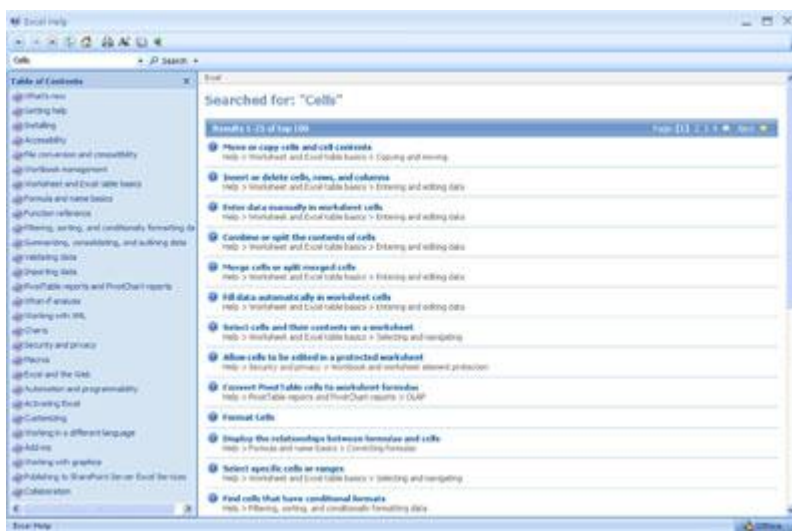 Excel Help
Cells
Search
Table of Contents
What's new
Getting help
Installing
Accessibility
File conversion and compatibility
Workbook management
Worksheet and Excel table basics
Formula and name basics
Function reference
Filtering, sorting, and conditionally formatting da
Summarizing, consolidating, and outlining data
Validating data
Importing data
PivotTable reports and PivotChart reports
What-if analysis
Working with XML
Charts
Security and privacy
Macros
Excel and the Web
Automation and programmability
Activating Excel
Customizing
Working in a different language
Add-ins
Working with graphics
Publishing to SharePoint Server Excel Services
Collaboration
Excel
Searched for: "Cells"
Results 1-25 of top 100
Page: [1] 2 3 4 Next
Move or copy cells and cell contents
Help > Worksheet and Excel table basics > Copying and moving
Insert or delete cells, rows, and columns
Help > Worksheet and Excel table basics > Entering and editing data
Enter data manually in worksheet cells
Help > Worksheet and Excel table basics > Entering and editing data
Combine or split the contents of cells
Help > Worksheet and Excel table basics > Entering and editing data
Merge cells or split merged cells
Help > Worksheet and Excel table basics > Entering and editing data
Fill data automatically in worksheet cells
Help > Worksheet and Excel table basics > Entering and editing data
Select cells and their contents on a worksheet
Help > Worksheet and Excel table basics > Selecting and navigating
Allow cells to be edited in a protected worksheet
Help > Security and privacy > Workbook and worksheet element protection
Convert PivotTable cells to worksheet formulas
Help > PivotTable reports and PivotChart reports > OLAP
Format Cells
Display the relationships between formulas and cells
Help > Formula and name basics > Correcting formulas
Select specific cells or ranges
Help > Worksheet and Excel table basics > Selecting and navigating
Find cells that have conditional formats
Help > Filtering, sorting, and conditionally formatting data
Excel Help
Offline